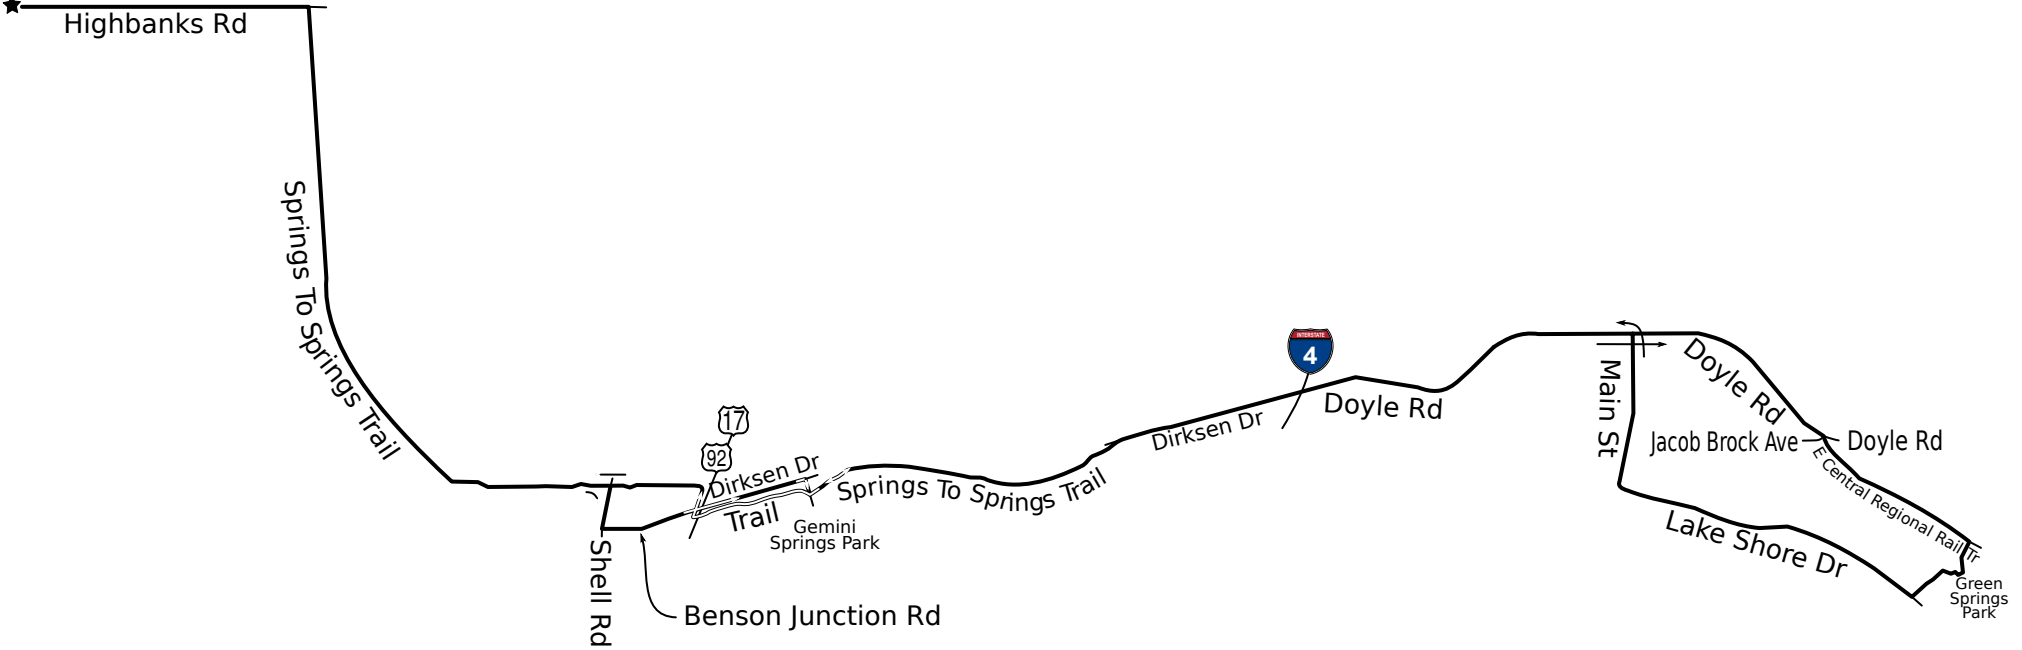 Highbanks Rd
Springs To Springs Trail
17
92
Dirksen Dr
Trail
Gemini
Springs Park
Shell Rd
Benson Junction Rd
Springs To Springs Trail
Dirksen Dr
INTERSTATE
4
Doyle Rd
Main St
Doyle Rd
Jacob Brock Ave
Doyle Rd
E Central Regional Rail Tr
Lake Shore Dr
Green
Springs
Park